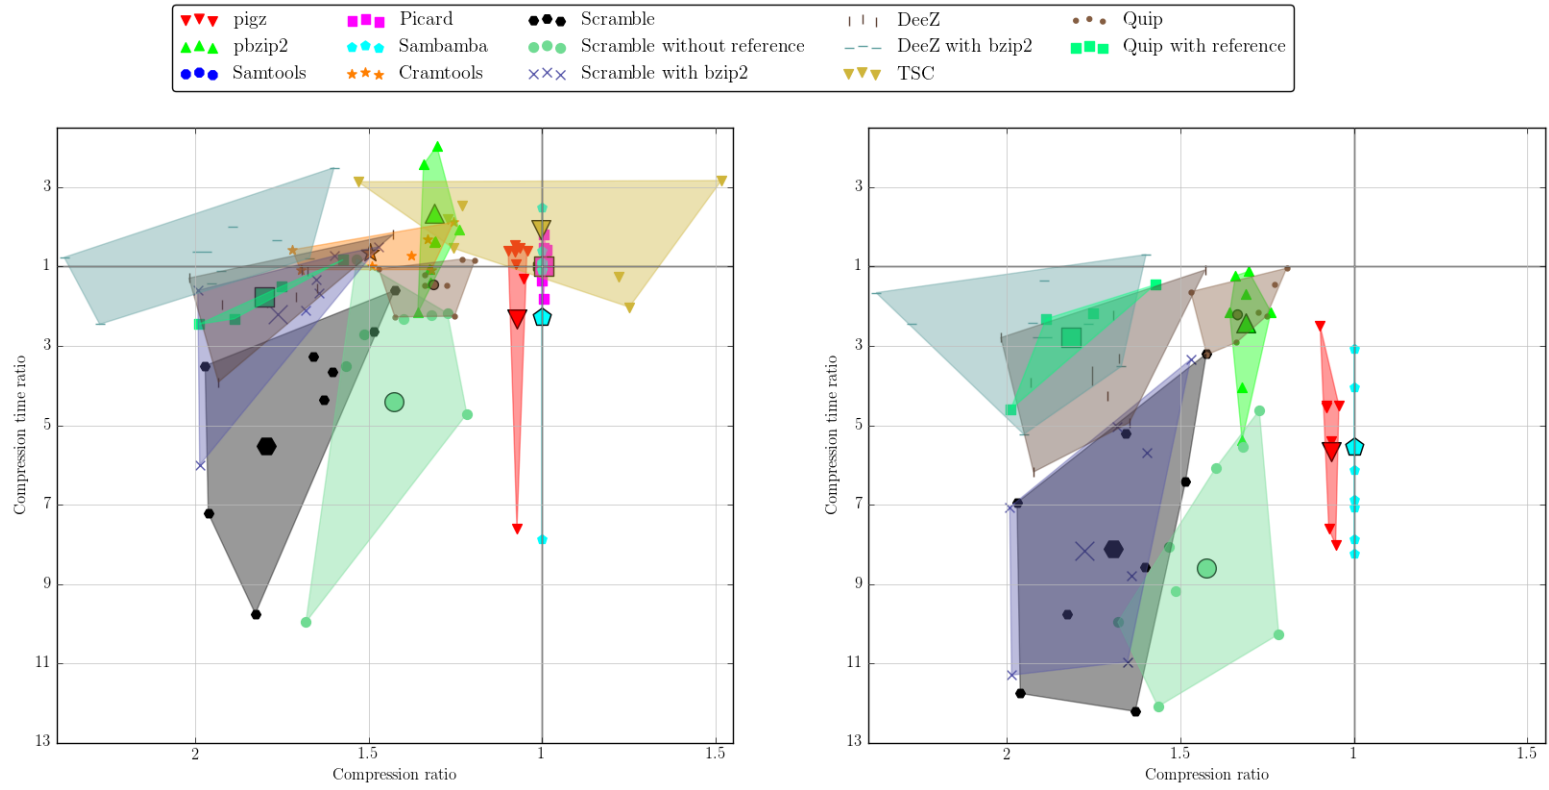 pigz Picard Scramble DeeZ Quip
pbzip2 Sambamba Scramble without reference DeeZ with bzip2 Quip with reference
Samtools Cramtools Scramble with bzip2 TSC
3
1
3
5
7
9
11
13
2 1.5 1 1.5
Compression ratio
Compression time ratio
3
1
3
5
7
9
11
13
2 1.5 1 1.5
Compression ratio
Compression time ratio